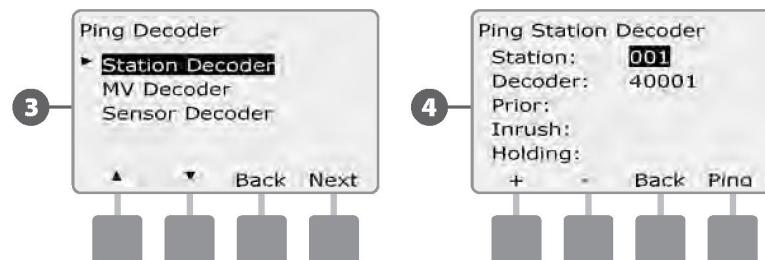 3
Ping Decoder
Station Decoder
MV Decoder
Sensor Decoder
Back Next
4
Ping Station Decoder
Station: 001
Decoder: 40001
Prior:
Inrush:
Holding:
+ - Back Ping